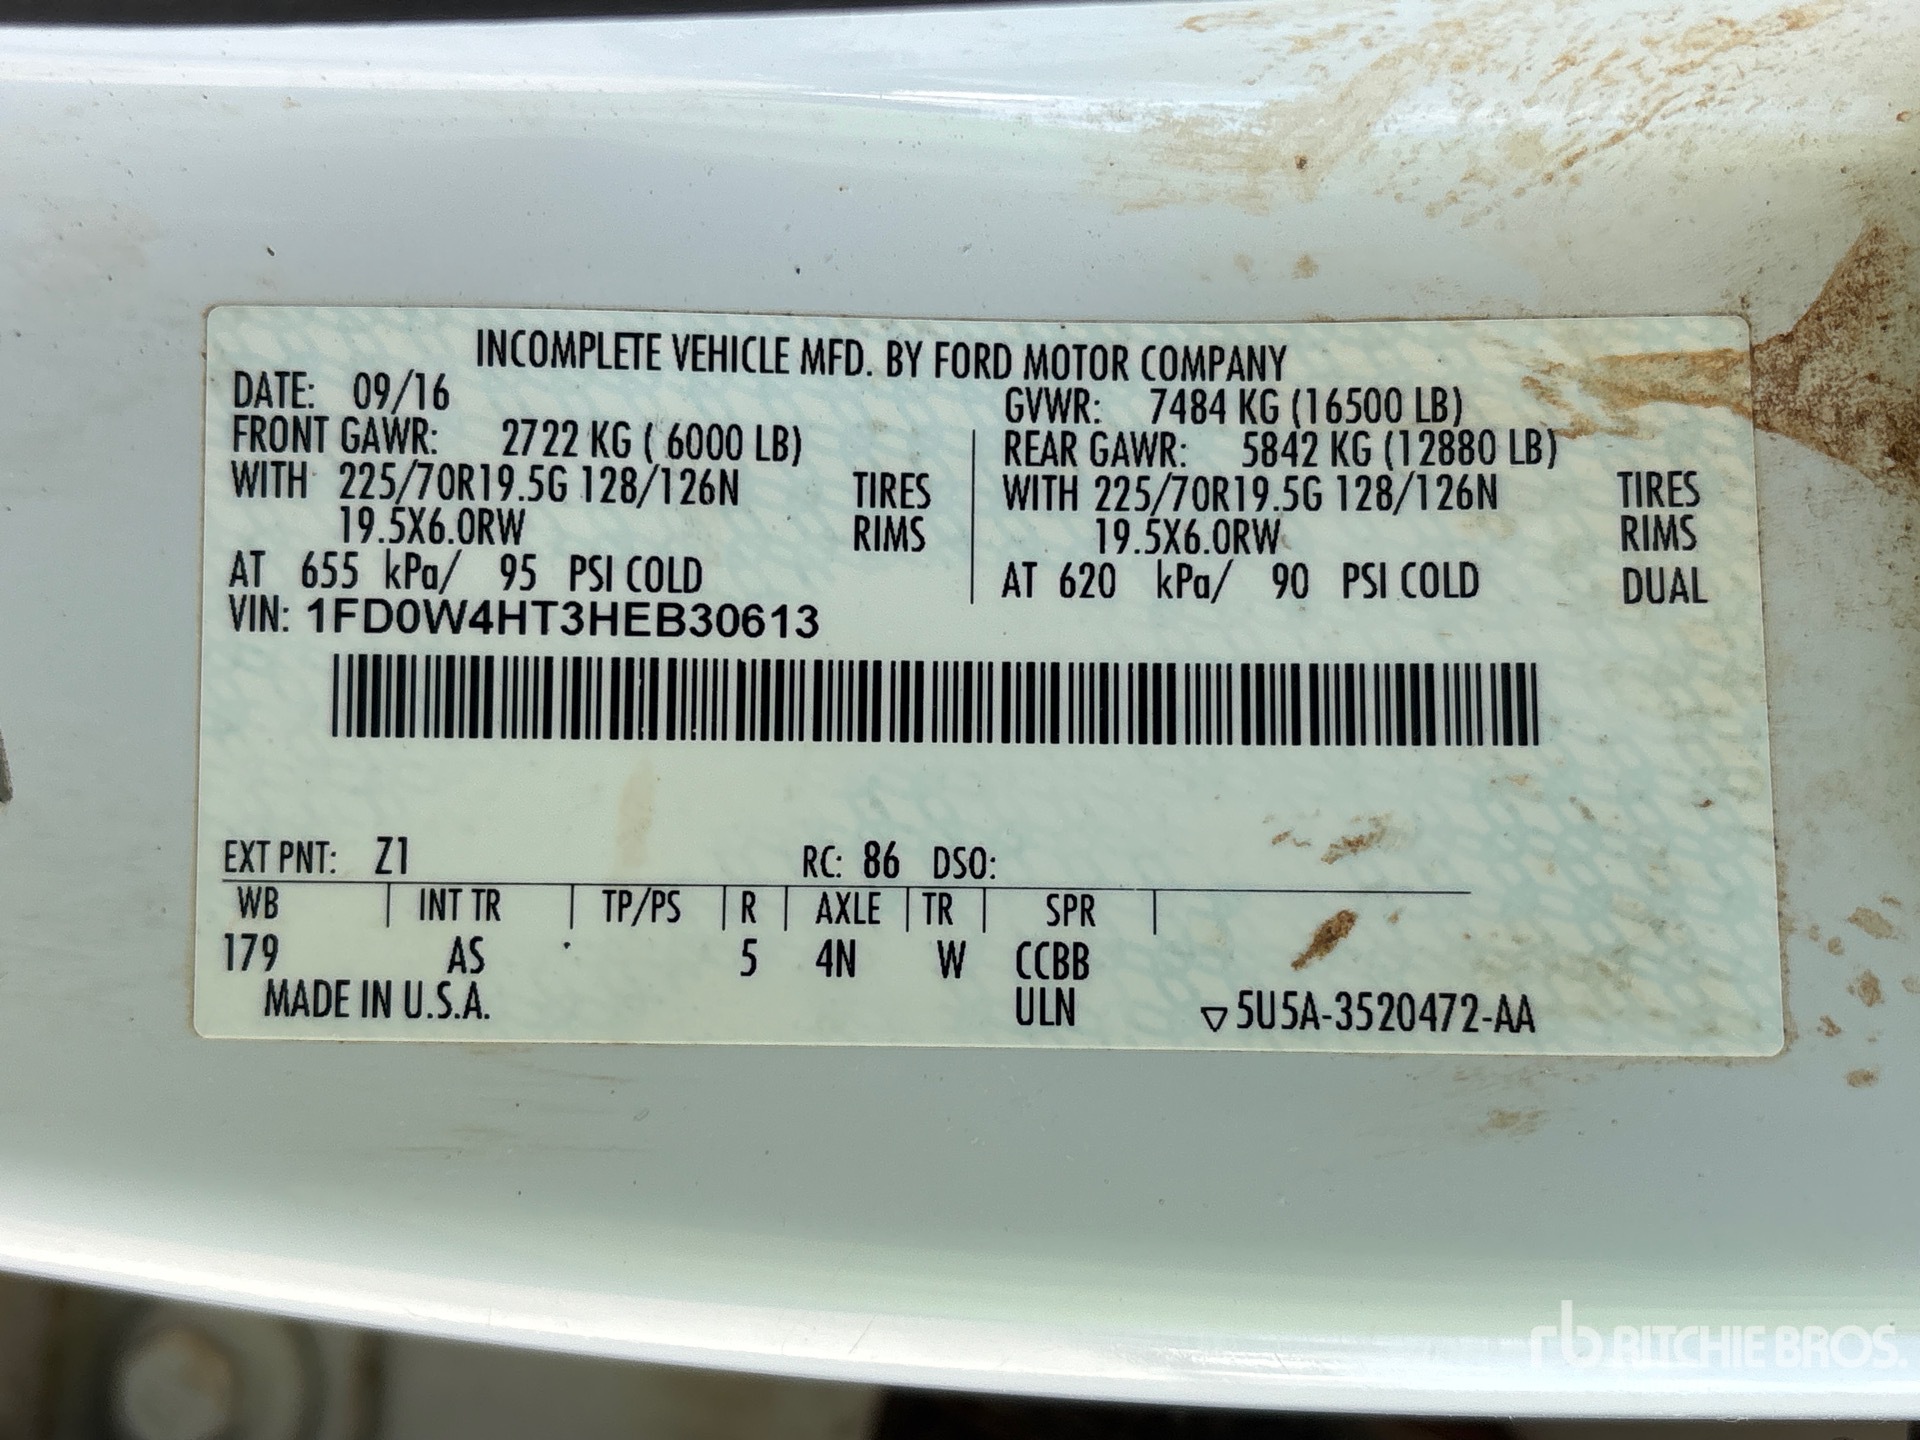 INCOMPLETE VEHICLE MFD. BY FORD MOTOR COMPANY
DATE: 09/16 GVWR: 7484 KG (16500 LB)
FRONT GAWR: 2722 KG ( 6000 LB) REAR GAWR: 5842 KG (12880 LB)
WITH 225/70R19.5G 128/126N TIRES WITH 225/70R19.5G 128/126N TIRES
19.5X6.0RW RIMS 19.5X6.0RW RIMS
AT 655 kPa/ 95 PSI COLD AT 620 kPa/ 90 PSI COLD DUAL
VIN: 1FD0W4HT3HEB30613
EXT PNT: Z1 RC: 86 DSO:
WB INT TR TP/PS R AXLE TR SPR
179 AS 5 4N W CCBB
MADE IN U.S.A. ULN ▽5U5A-3520472-AA
rb RITCHIE BROS.